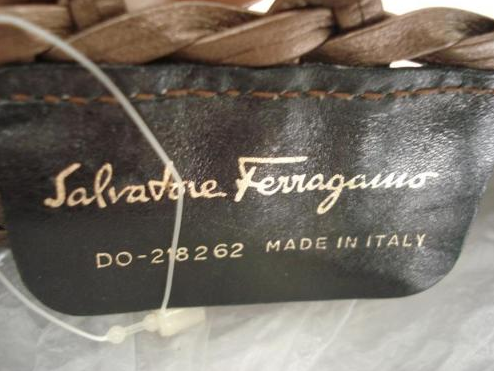 Salvatore Ferragamo
DO-218262 MADE IN ITALY